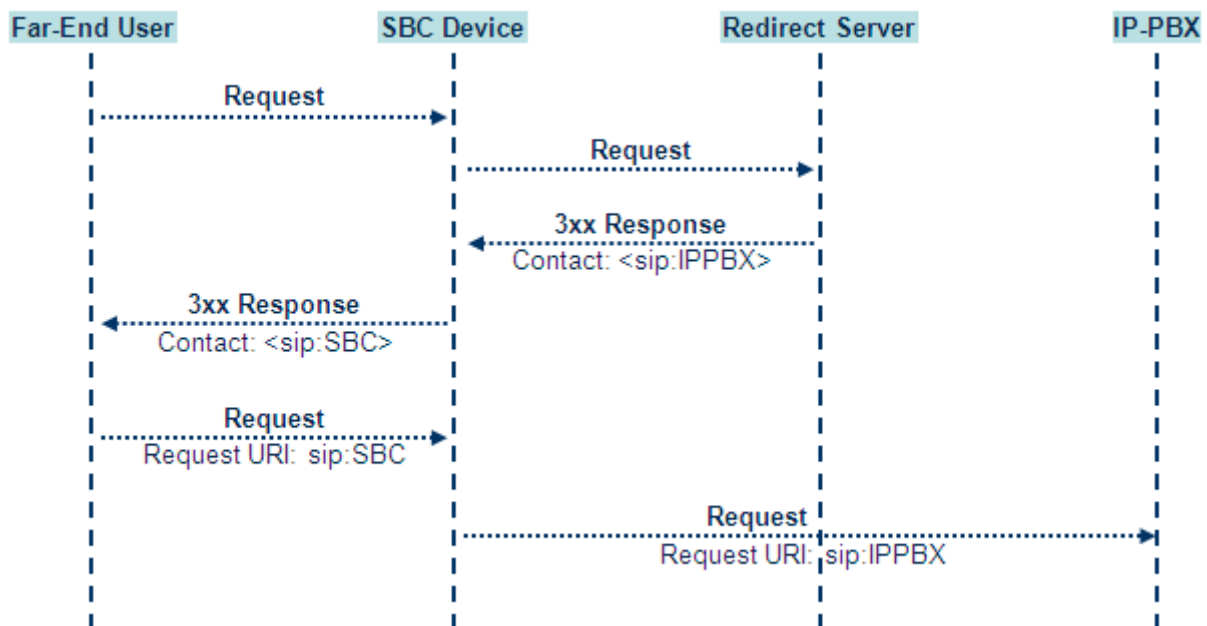 Far-End User
SBC Device
Redirect Server
IP-PBX
Request
Request
3xx Response
Contact: <sip:IPPBX>
3xx Response
Contact: <sip:SBC>
Request
Request URI: sip:SBC
Request
Request URI: sip:IPPBX